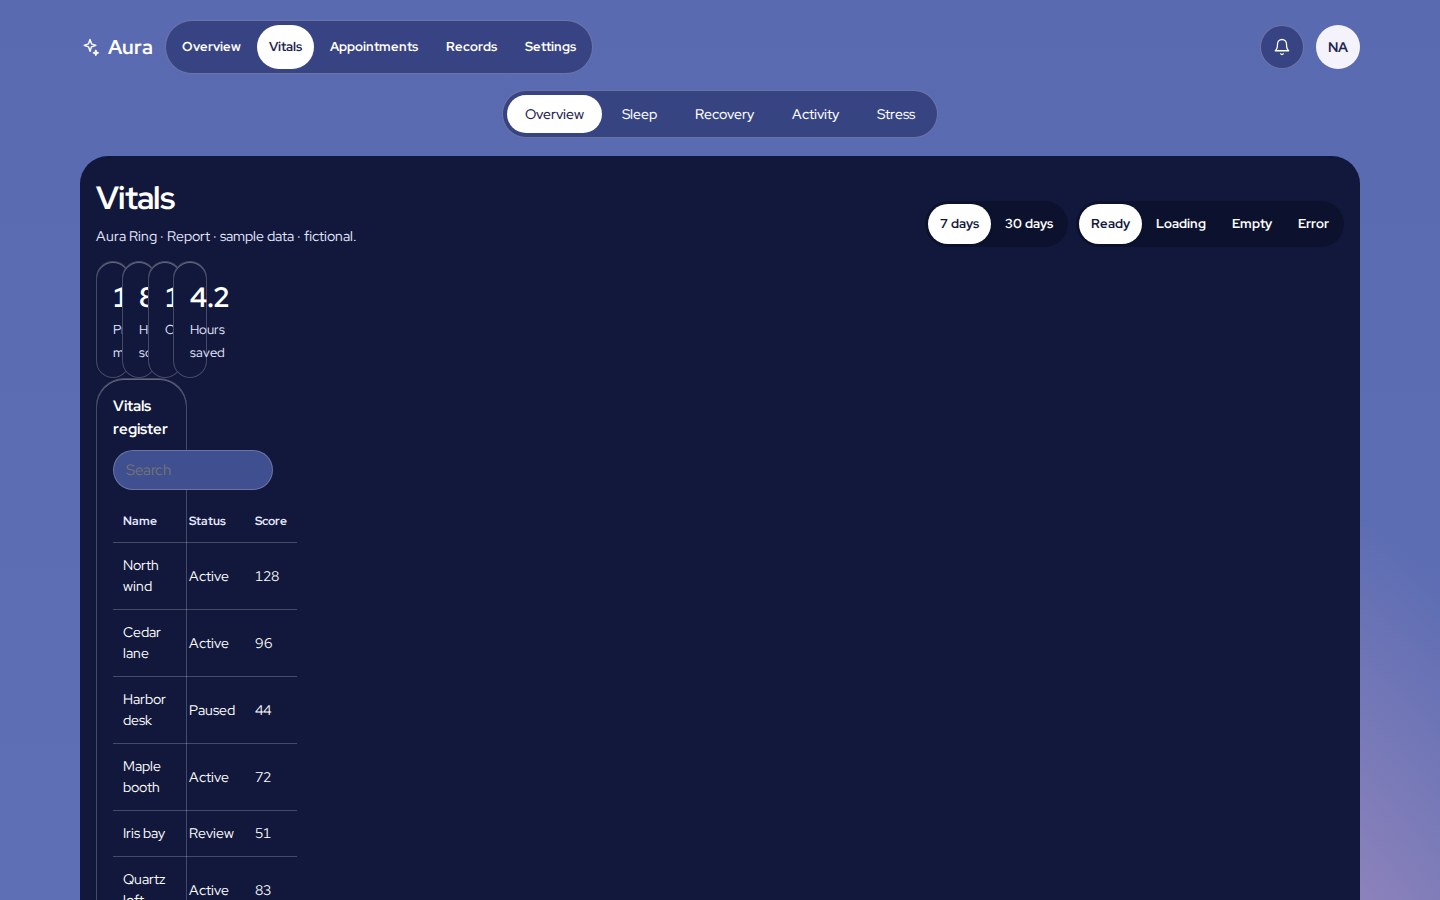 Aura
Overview
Vitals
Appointments
Records
Settings
NA
Overview
Sleep
Recovery
Activity
Stress
Vitals
Aura Ring · Report · sample data · fictional.
7 days
30 days
Ready
Loading
Empty
Error
4.2
Hours
saved
Vitals
register
Search
Name Status Score
North
wind
Active 128
Cedar
lane
Active 96
Harbor
desk
Paused 44
Maple
booth
Active 72
Iris bay Review 51
Quartz
Active 83